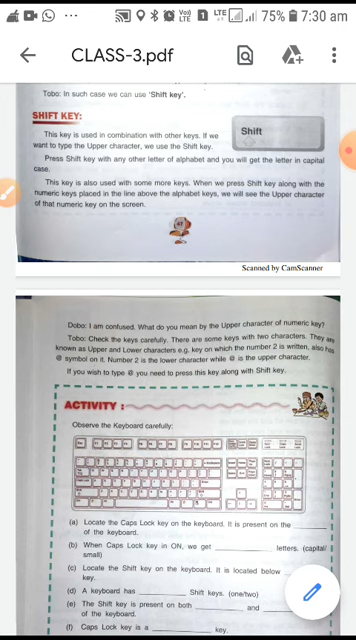 LTE
75% 7:30 am
CLASS-3.pdf
Tobo: In such case we can use 'Shift key'.
SHIFT KEY:
This key is used in combination with other keys. If we
want to type the Upper character, we use the Shift key.
Shift
Press Shift key with any other letter of alphabet and you will get the letter in capital
case.
This key is also used with some more keys. When we press Shift key along with the
numeric keys placed in the line above the alphabet keys, we will see the Upper character
of that numeric key on the screen.
Scanned by CamScanner
Dobo: I am confused. What do you mean by the Upper character of numeric key?
Tobo: Check the keys carefully. There are some keys with two characters. They are
known as Upper and Lower characters e.g. key on which the number 2 is written, also has
@ symbol on it. Number 2 is the lower character while @ is the upper character.
If you wish to type @ you need to press this key along with Shift key.
ACTIVITY :
Observe the Keyboard carefully:
(a) Locate the Caps Lock key on the keyboard. It is present on the ______
of the keyboard.
(b) When Caps Lock key in ON, we get ______ letters. (capital/
small)
(c) Locate the Shift key on the keyboard. It is located below ______
key.
(d) A keyboard has ______ Shift keys. (one/two)
(e) The Shift key is present on both ______ and ______
of the keyboard.
(f) Caps Lock key is a ______ key.